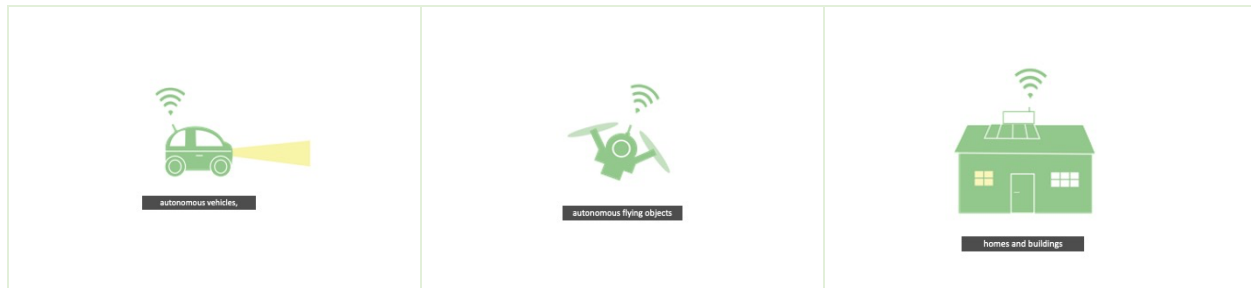 autonomous vehicles,
autonomous flying objects
homes and buildings